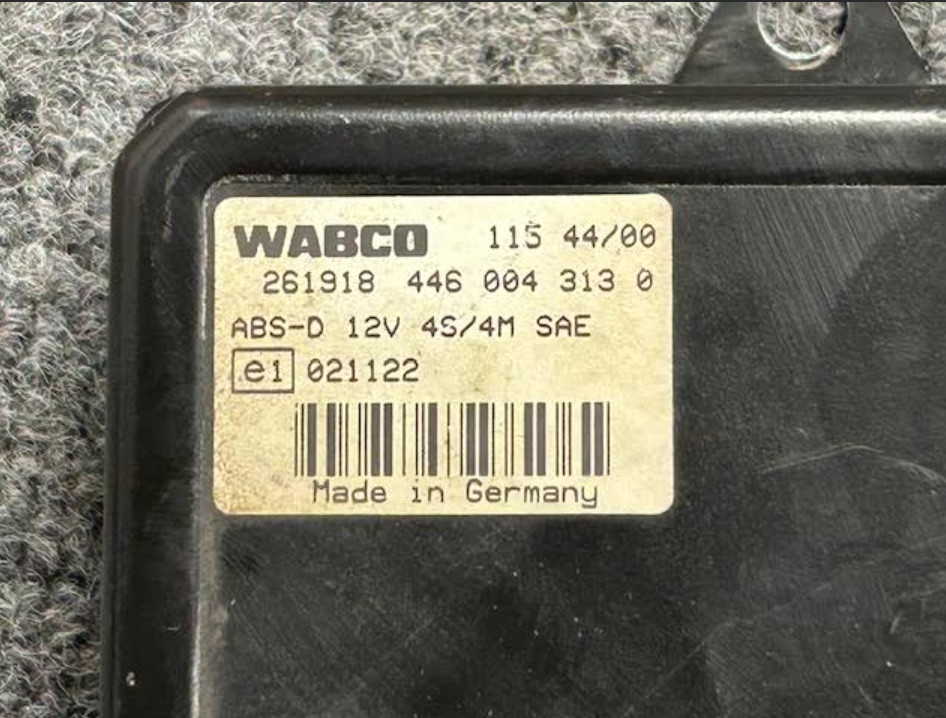 WABCO 115 44/00
261918 446 004 313 0
ABS-D 12V 4S/4M SAE
e1 021122
Made in Germany